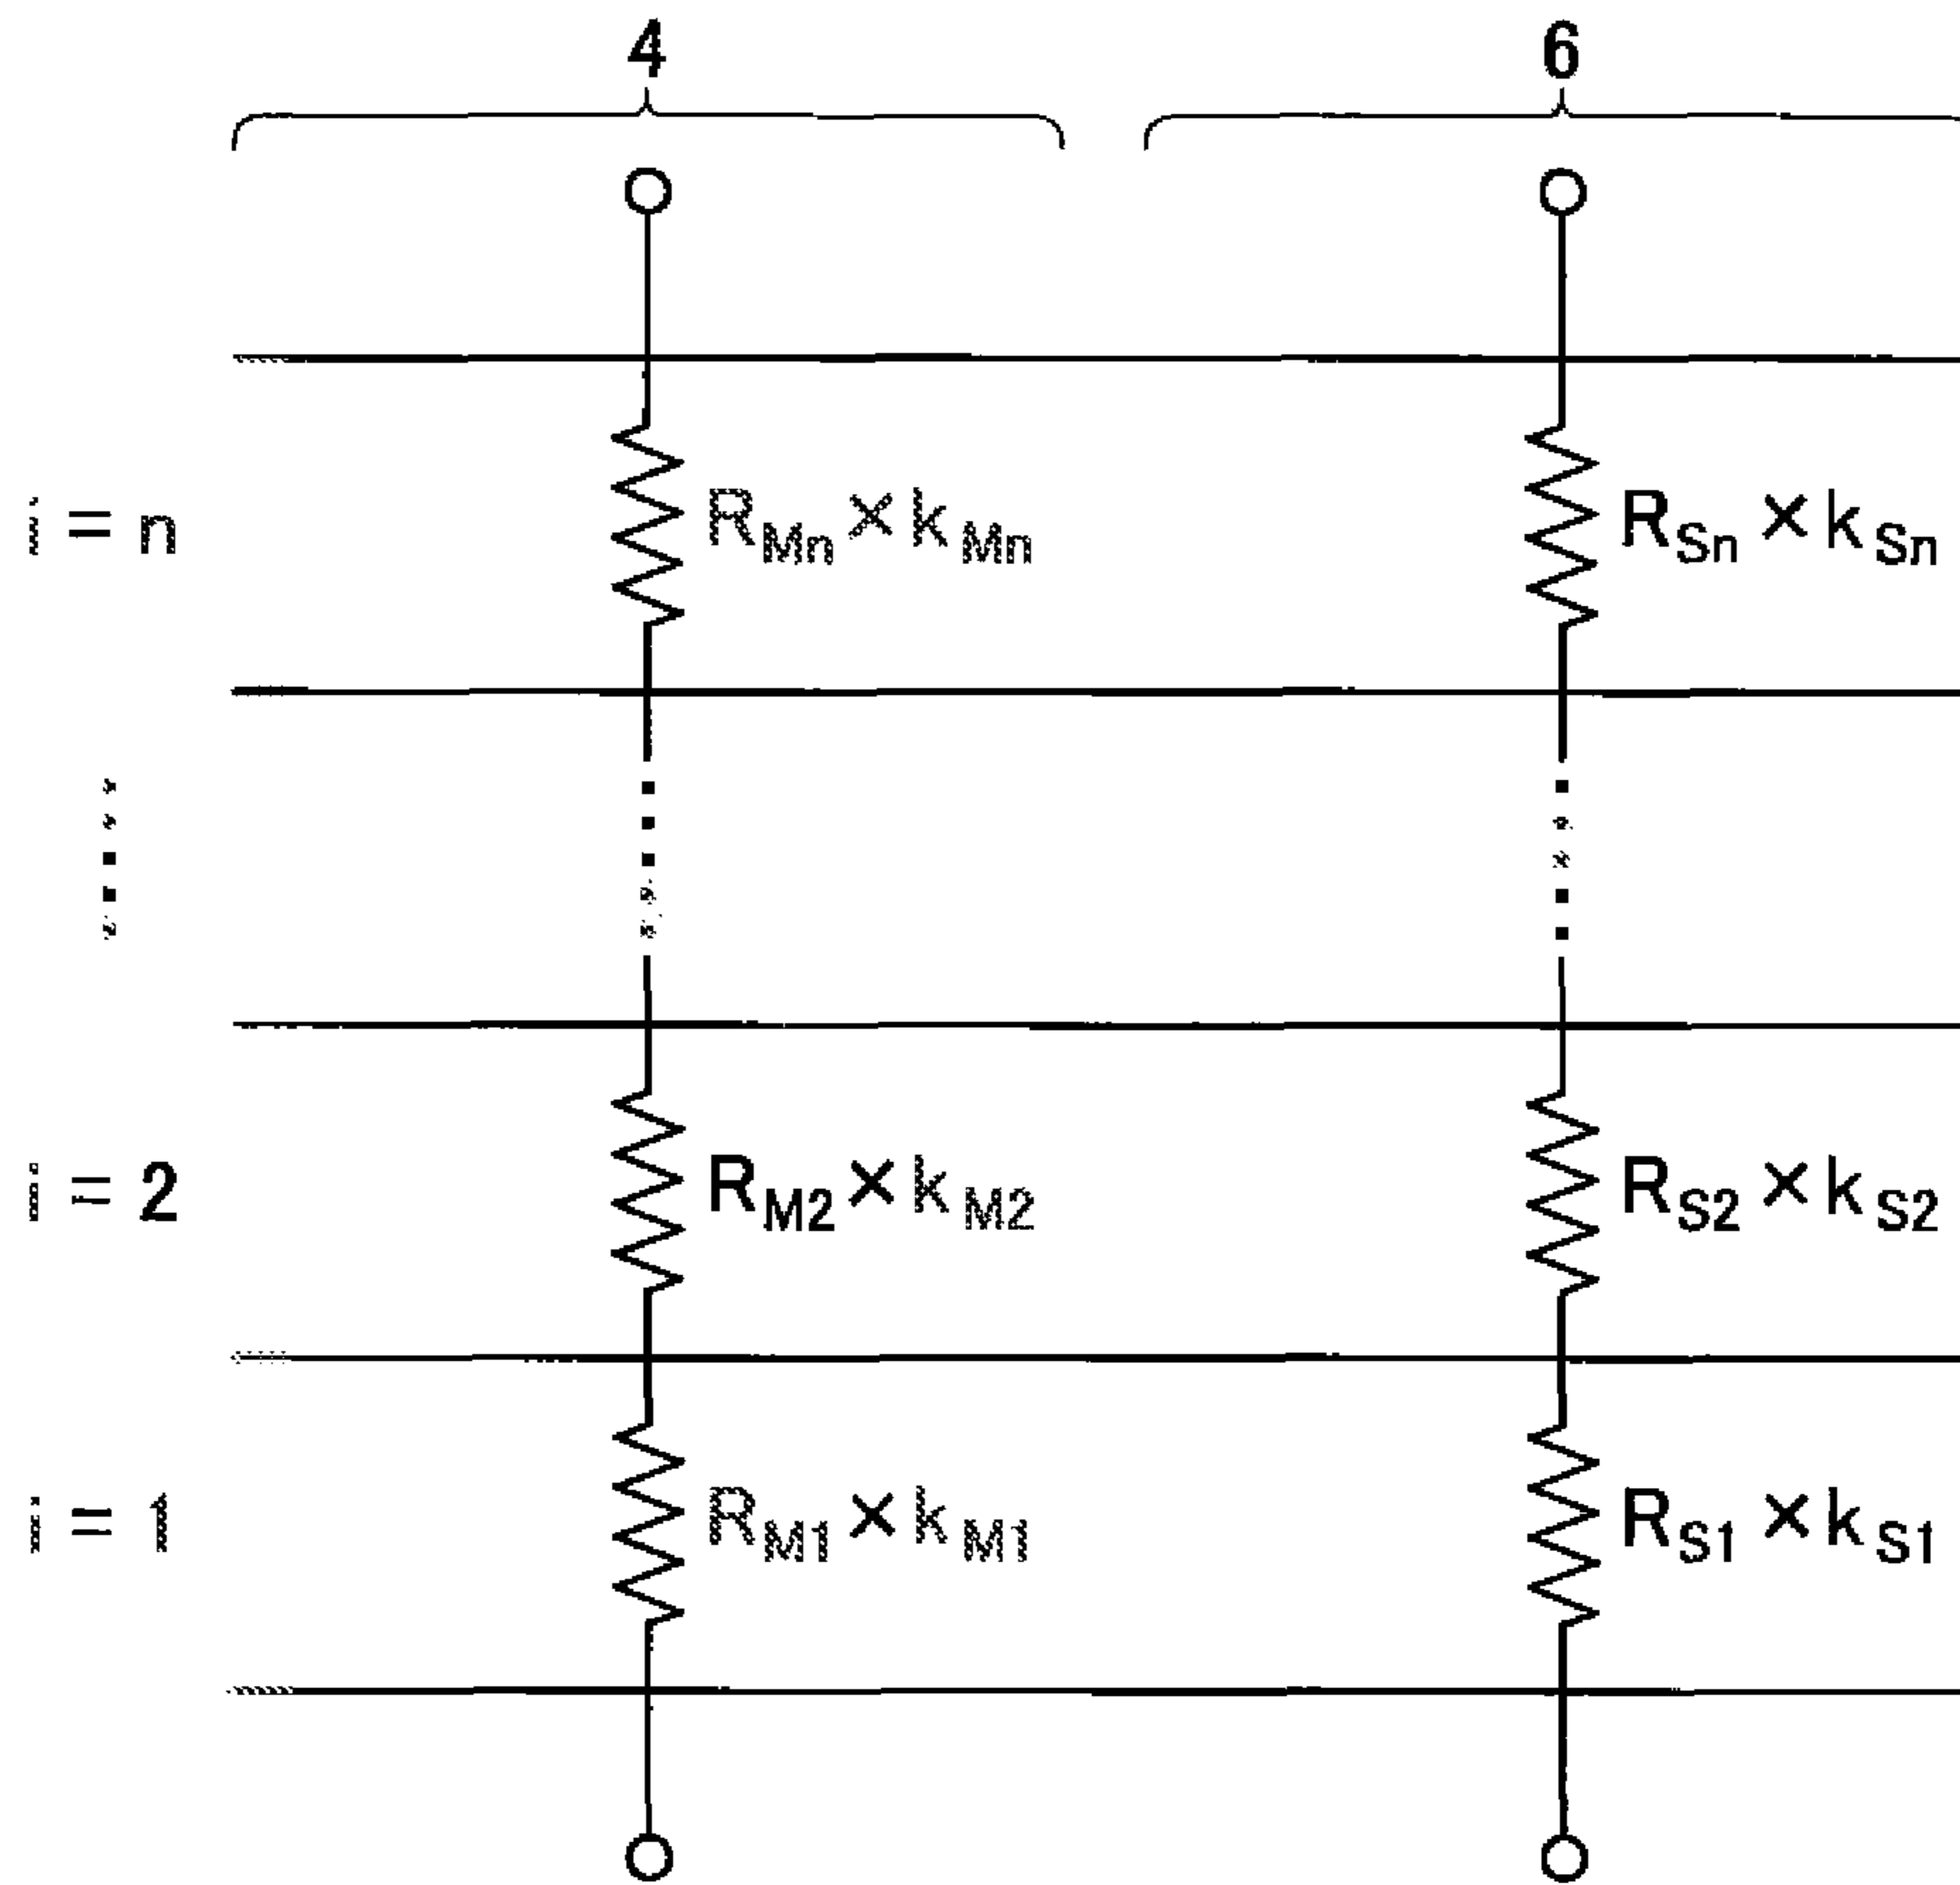 4 6
i = n R_Mn × k_Mn R_Sn × k_Sn
i = 2 R_M2 × k_M2 R_S2 × k_S2
i = 1 R_M1 × k_M1 R_S1 × k_S1